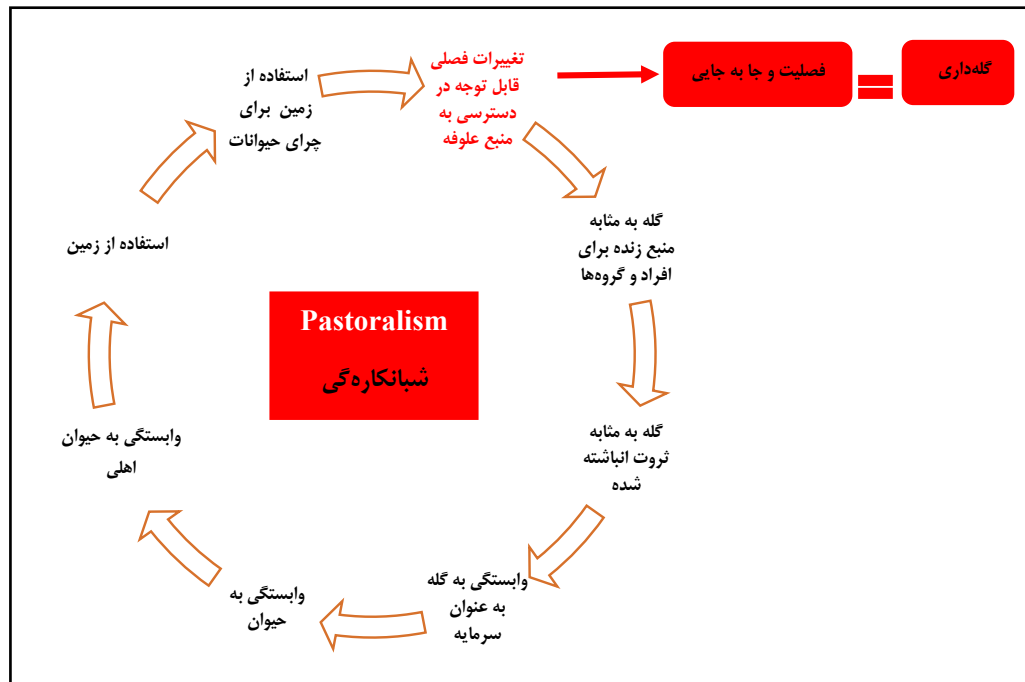 استفاده از
زمین برای
چرای حیوانات
تغییرات فصلی
قابل توجه در
دسترسی به
منبع علوفه
فصلیت و جا به جایی
گله‌داری
گله به مثابه
منبع زنده برای
افراد و گروه‌ها
گله به مثابه
ثروت انباشته
شده
وابستگی به گله
به عنوان
سرمایه
وابستگی به
حیوان
وابستگی به حیوان
اهلی
استفاده از زمین
Pastoralism
شبانکاره‌گی